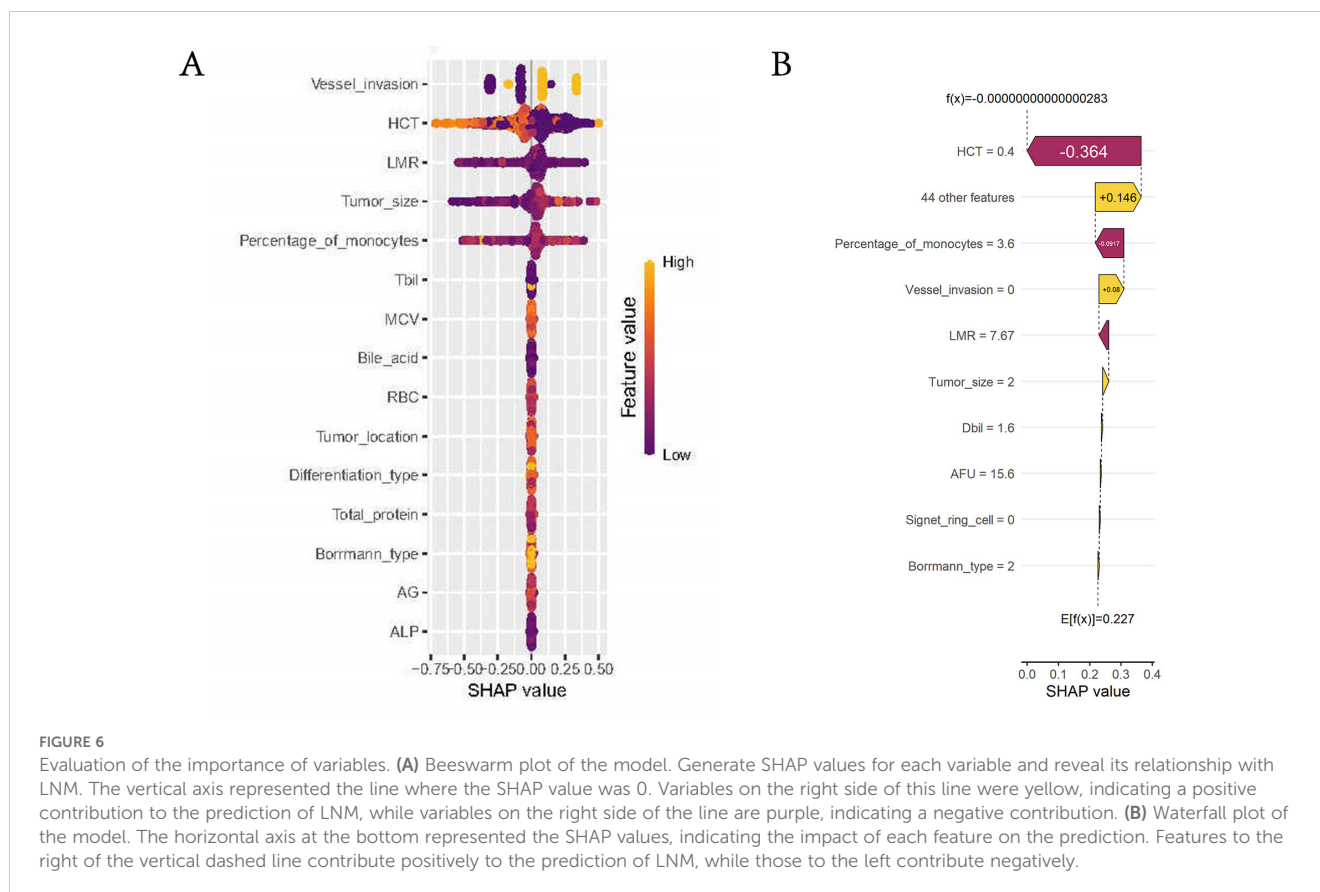 A
Vessel_invasion
HCT
LMR
Tumor_size
Percentage_of_monocytes
Tbil
MCV
Bile_acid
RBC
Tumor_location
Differentiation_type
Total_protein
Borrmann_type
AG
ALP
−0.75 −0.50 −0.25 0.00 0.25 0.50
SHAP value
High
Feature value
Low
B
f(x)=-0.00000000000000283
HCT = 0.4
-0.364
44 other features
+0.146
Percentage_of_monocytes = 3.6
-0.0917
Vessel_invasion = 0
+0.08
LMR = 7.67
Tumor_size = 2
Dbil = 1.6
AFU = 15.6
Signet_ring_cell = 0
Borrmann_type = 2
E[f(x)]=0.227
0.0 0.1 0.2 0.3 0.4
SHAP value
FIGURE 6
Evaluation of the importance of variables. (A) Beeswarm plot of the model. Generate SHAP values for each variable and reveal its relationship with
LNM. The vertical axis represented the line where the SHAP value was 0. Variables on the right side of this line were yellow, indicating a positive
contribution to the prediction of LNM, while variables on the right side of the line are purple, indicating a negative contribution. (B) Waterfall plot of
the model. The horizontal axis at the bottom represented the SHAP values, indicating the impact of each feature on the prediction. Features to the
right of the vertical dashed line contribute positively to the prediction of LNM, while those to the left contribute negatively.